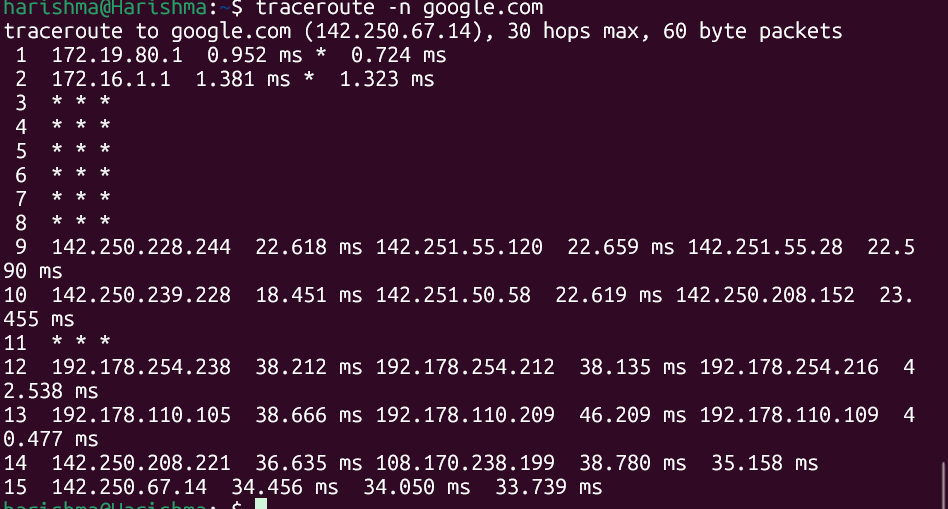 harishma@Harishma:~$ traceroute -n google.com
traceroute to google.com (142.250.67.14), 30 hops max, 60 byte packets
 1  172.19.80.1  0.952 ms *  0.724 ms
 2  172.16.1.1  1.381 ms *  1.323 ms
 3  * * *
 4  * * *
 5  * * *
 6  * * *
 7  * * *
 8  * * *
 9  142.250.228.244  22.618 ms 142.251.55.120  22.659 ms 142.251.55.28  22.5
90 ms
10  142.250.239.228  18.451 ms 142.251.50.58  22.619 ms 142.250.208.152  23.
455 ms
11  * * *
12  192.178.254.238  38.212 ms 192.178.254.212  38.135 ms 192.178.254.216  4
2.538 ms
13  192.178.110.105  38.666 ms 192.178.110.209  46.209 ms 192.178.110.109  4
0.477 ms
14  142.250.208.221  36.635 ms 108.170.238.199  38.780 ms  35.158 ms
15  142.250.67.14  34.456 ms  34.050 ms  33.739 ms
harishma@Harishma:~$